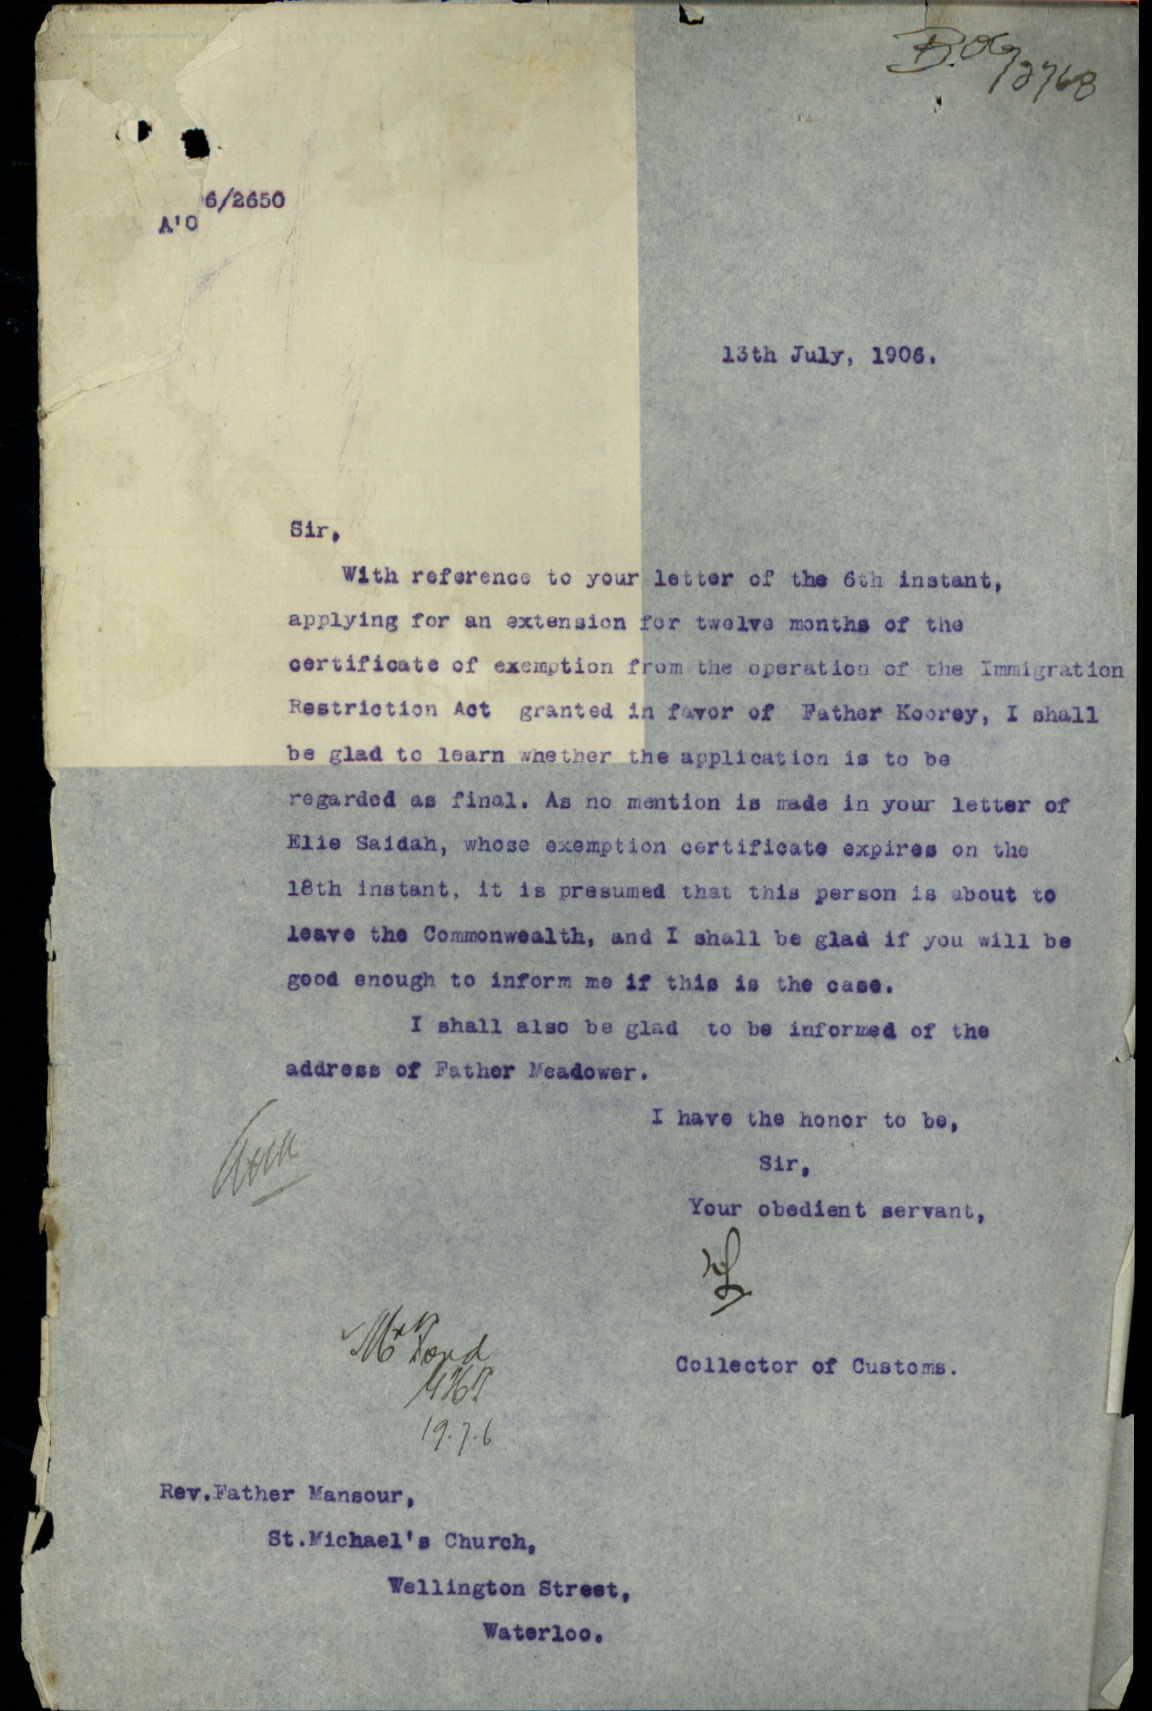 B.06/2768
6/2650
A'0
13th July, 1906.
Sir,
With reference to your letter of the 6th instant,
applying for an extension for twelve months of the
certificate of exemption from the operation of the Immigration
Restriction Act granted in favor of Father Koorey, I shall
be glad to learn whether the application is to be
regarded as final. As no mention is made in your letter of
Elie Saidah, whose exemption certificate expires on the
18th instant, it is presumed that this person is about to
leave the Commonwealth, and I shall be glad if you will be
good enough to inform me if this is the case.
I shall also be glad to be informed of the
address of Father Meadower.
I have the honor to be,
Sir,
Your obedient servant,
Collector of Customs.
19.7.6
Rev.Father Mansour,
St.Michael's Church,
Wellington Street,
Waterloo.